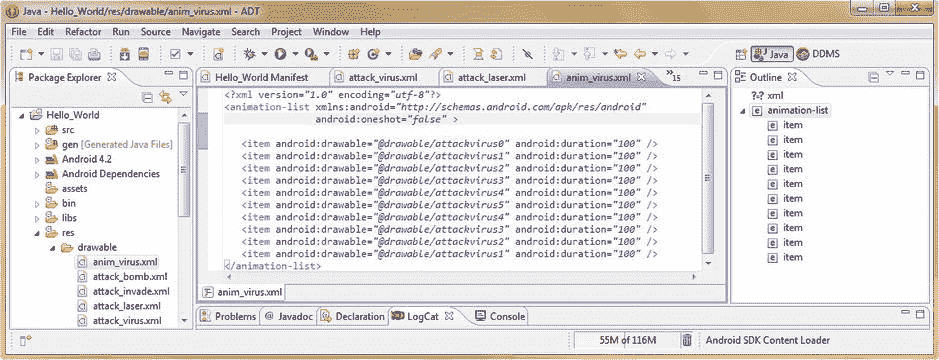 Java - Hello_World/res/drawable/anim_virus.xml - ADT
File Edit Refactor Run Source Navigate Search Project Window Help
Java DDMS
Package Explorer
Hello_World
src
gen [Generated Java Files]
Android 4.2
Android Dependencies
assets
bin
libs
res
drawable
anim_virus.xml
attack_bomb.xml
attack_invade.xml
attack_laser.xml
attack_virus.xml
Hello_World Manifest attack_virus.xml attack_laser.xml anim_virus.xml »15
<?xml version="1.0" encoding="utf-8"?>
<animation-list xmlns:android="http://schemas.android.com/apk/res/android"
android:oneshot="false" >
<item android:drawable="@drawable/attackvirus0" android:duration="100" />
<item android:drawable="@drawable/attackvirus1" android:duration="100" />
<item android:drawable="@drawable/attackvirus2" android:duration="100" />
<item android:drawable="@drawable/attackvirus3" android:duration="100" />
<item android:drawable="@drawable/attackvirus4" android:duration="100" />
<item android:drawable="@drawable/attackvirus5" android:duration="100" />
<item android:drawable="@drawable/attackvirus4" android:duration="100" />
<item android:drawable="@drawable/attackvirus3" android:duration="100" />
<item android:drawable="@drawable/attackvirus2" android:duration="100" />
<item android:drawable="@drawable/attackvirus1" android:duration="100" />
</animation-list>
anim_virus.xml
Outline
?=? xml
animation-list
item
item
item
item
item
item
item
item
item
item
Problems @ Javadoc Declaration LogCat Console
55M of 116M Android SDK Content Loader